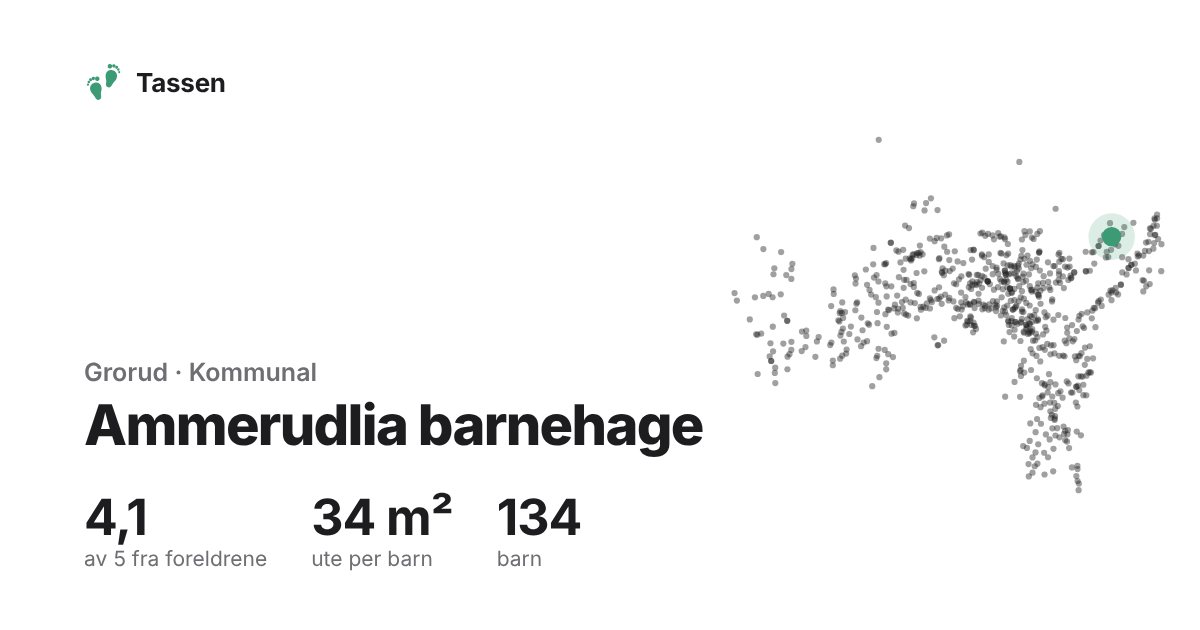 Tassen
Grorud · Kommunal
Ammerudlia barnehage
4,1 34 m² 134
av 5 fra foreldrene ute per barn barn